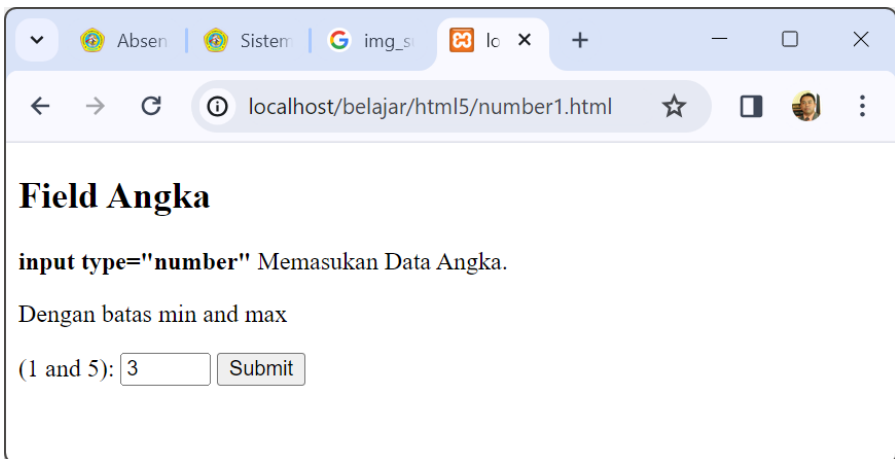 Absen
Sistem
img_s
lo
localhost/belajar/html5/number1.html
Field Angka
input type="number" Memasukan Data Angka.
Dengan batas min and max
(1 and 5): 3 Submit